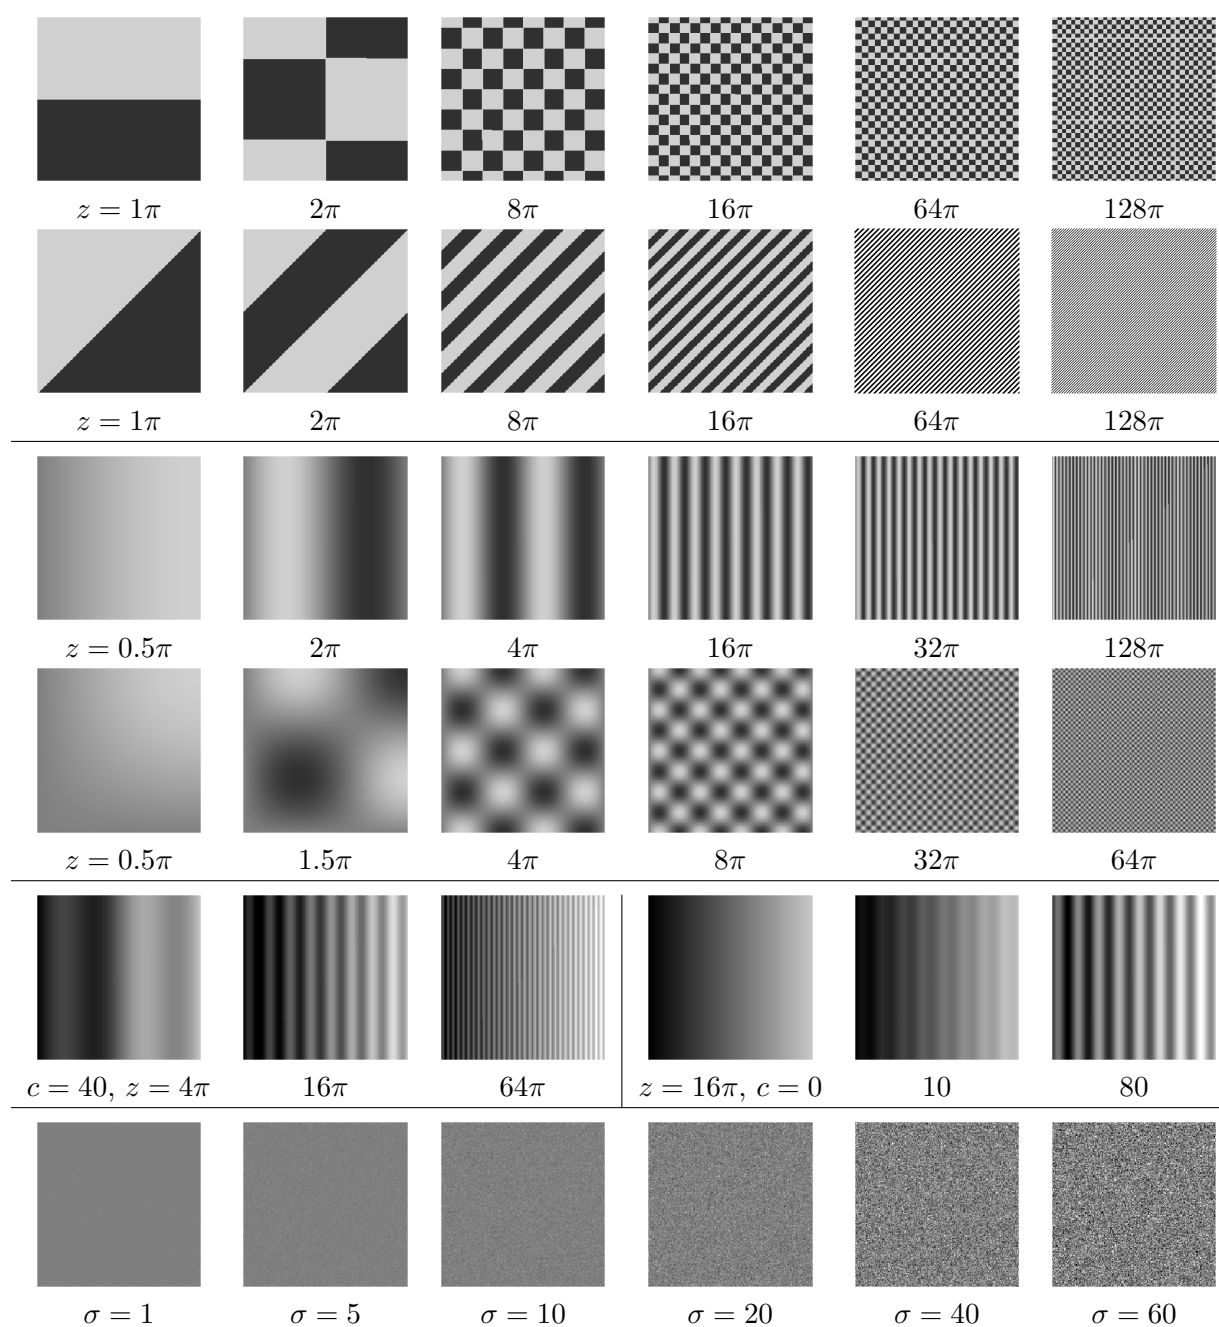 z = 1π 2π 8π 16π 64π 128π
z = 1π 2π 8π 16π 64π 128π
z = 0.5π 2π 4π 16π 32π 128π
z = 0.5π 1.5π 4π 8π 32π 64π
c = 40, z = 4π 16π 64π z = 16π, c = 0 10 80
σ = 1 σ = 5 σ = 10 σ = 20 σ = 40 σ = 60